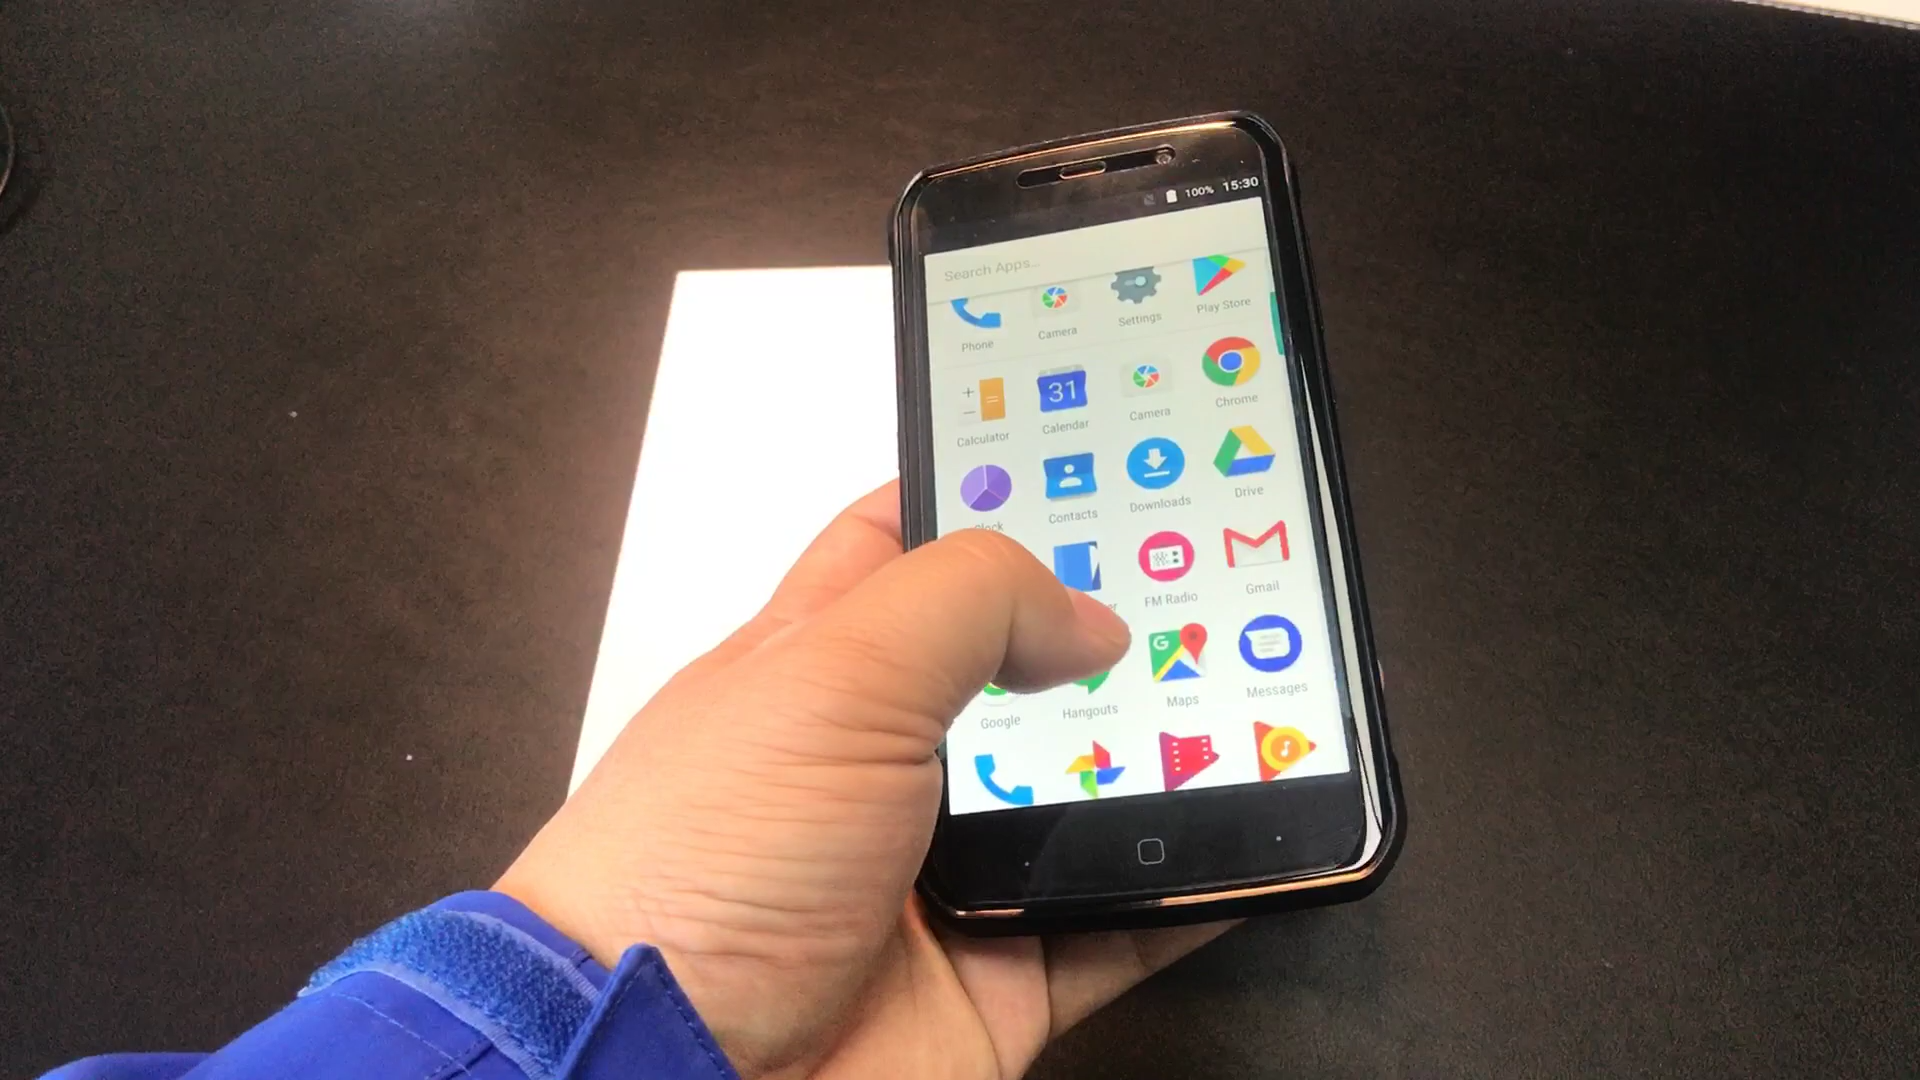 100% 15:30
Search Apps...
Phone Camera Settings Play Store
31
Calculator Calendar Camera Chrome
Contacts Downloads Drive
FM Radio Gmail
G
Google Hangouts Maps Messages